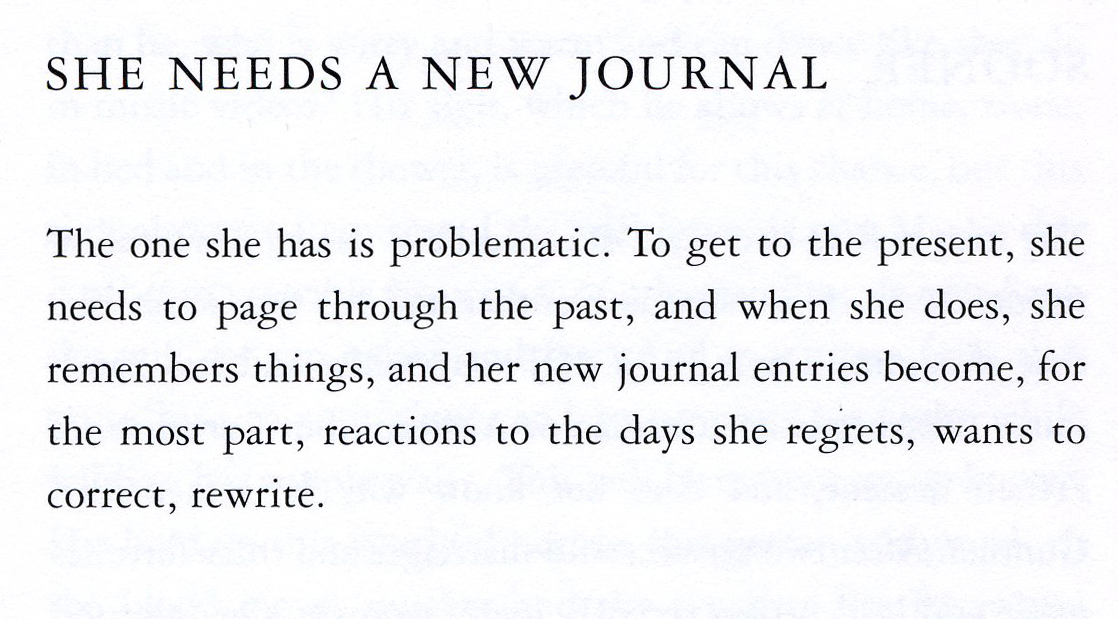 SHE NEEDS A NEW JOURNAL
The one she has is problematic. To get to the present, she
needs to page through the past, and when she does, she
remembers things, and her new journal entries become, for
the most part, reactions to the days she regrets, wants to
correct, rewrite.